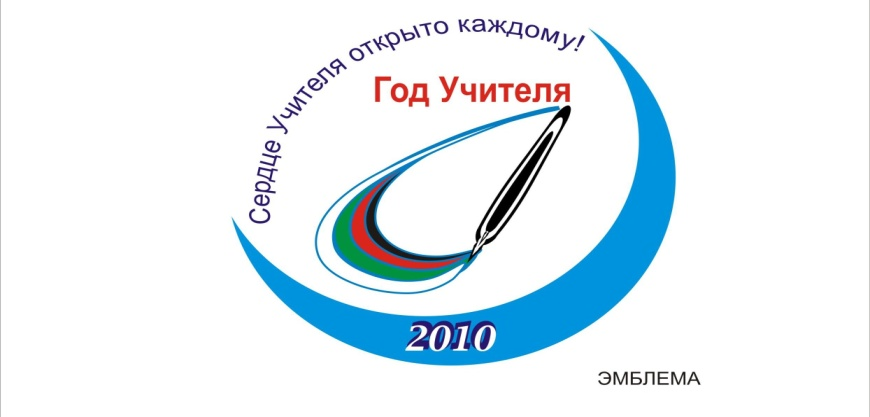 Сердце Учителя открыто каждому!
Год Учителя
2010
ЭМБЛЕМА